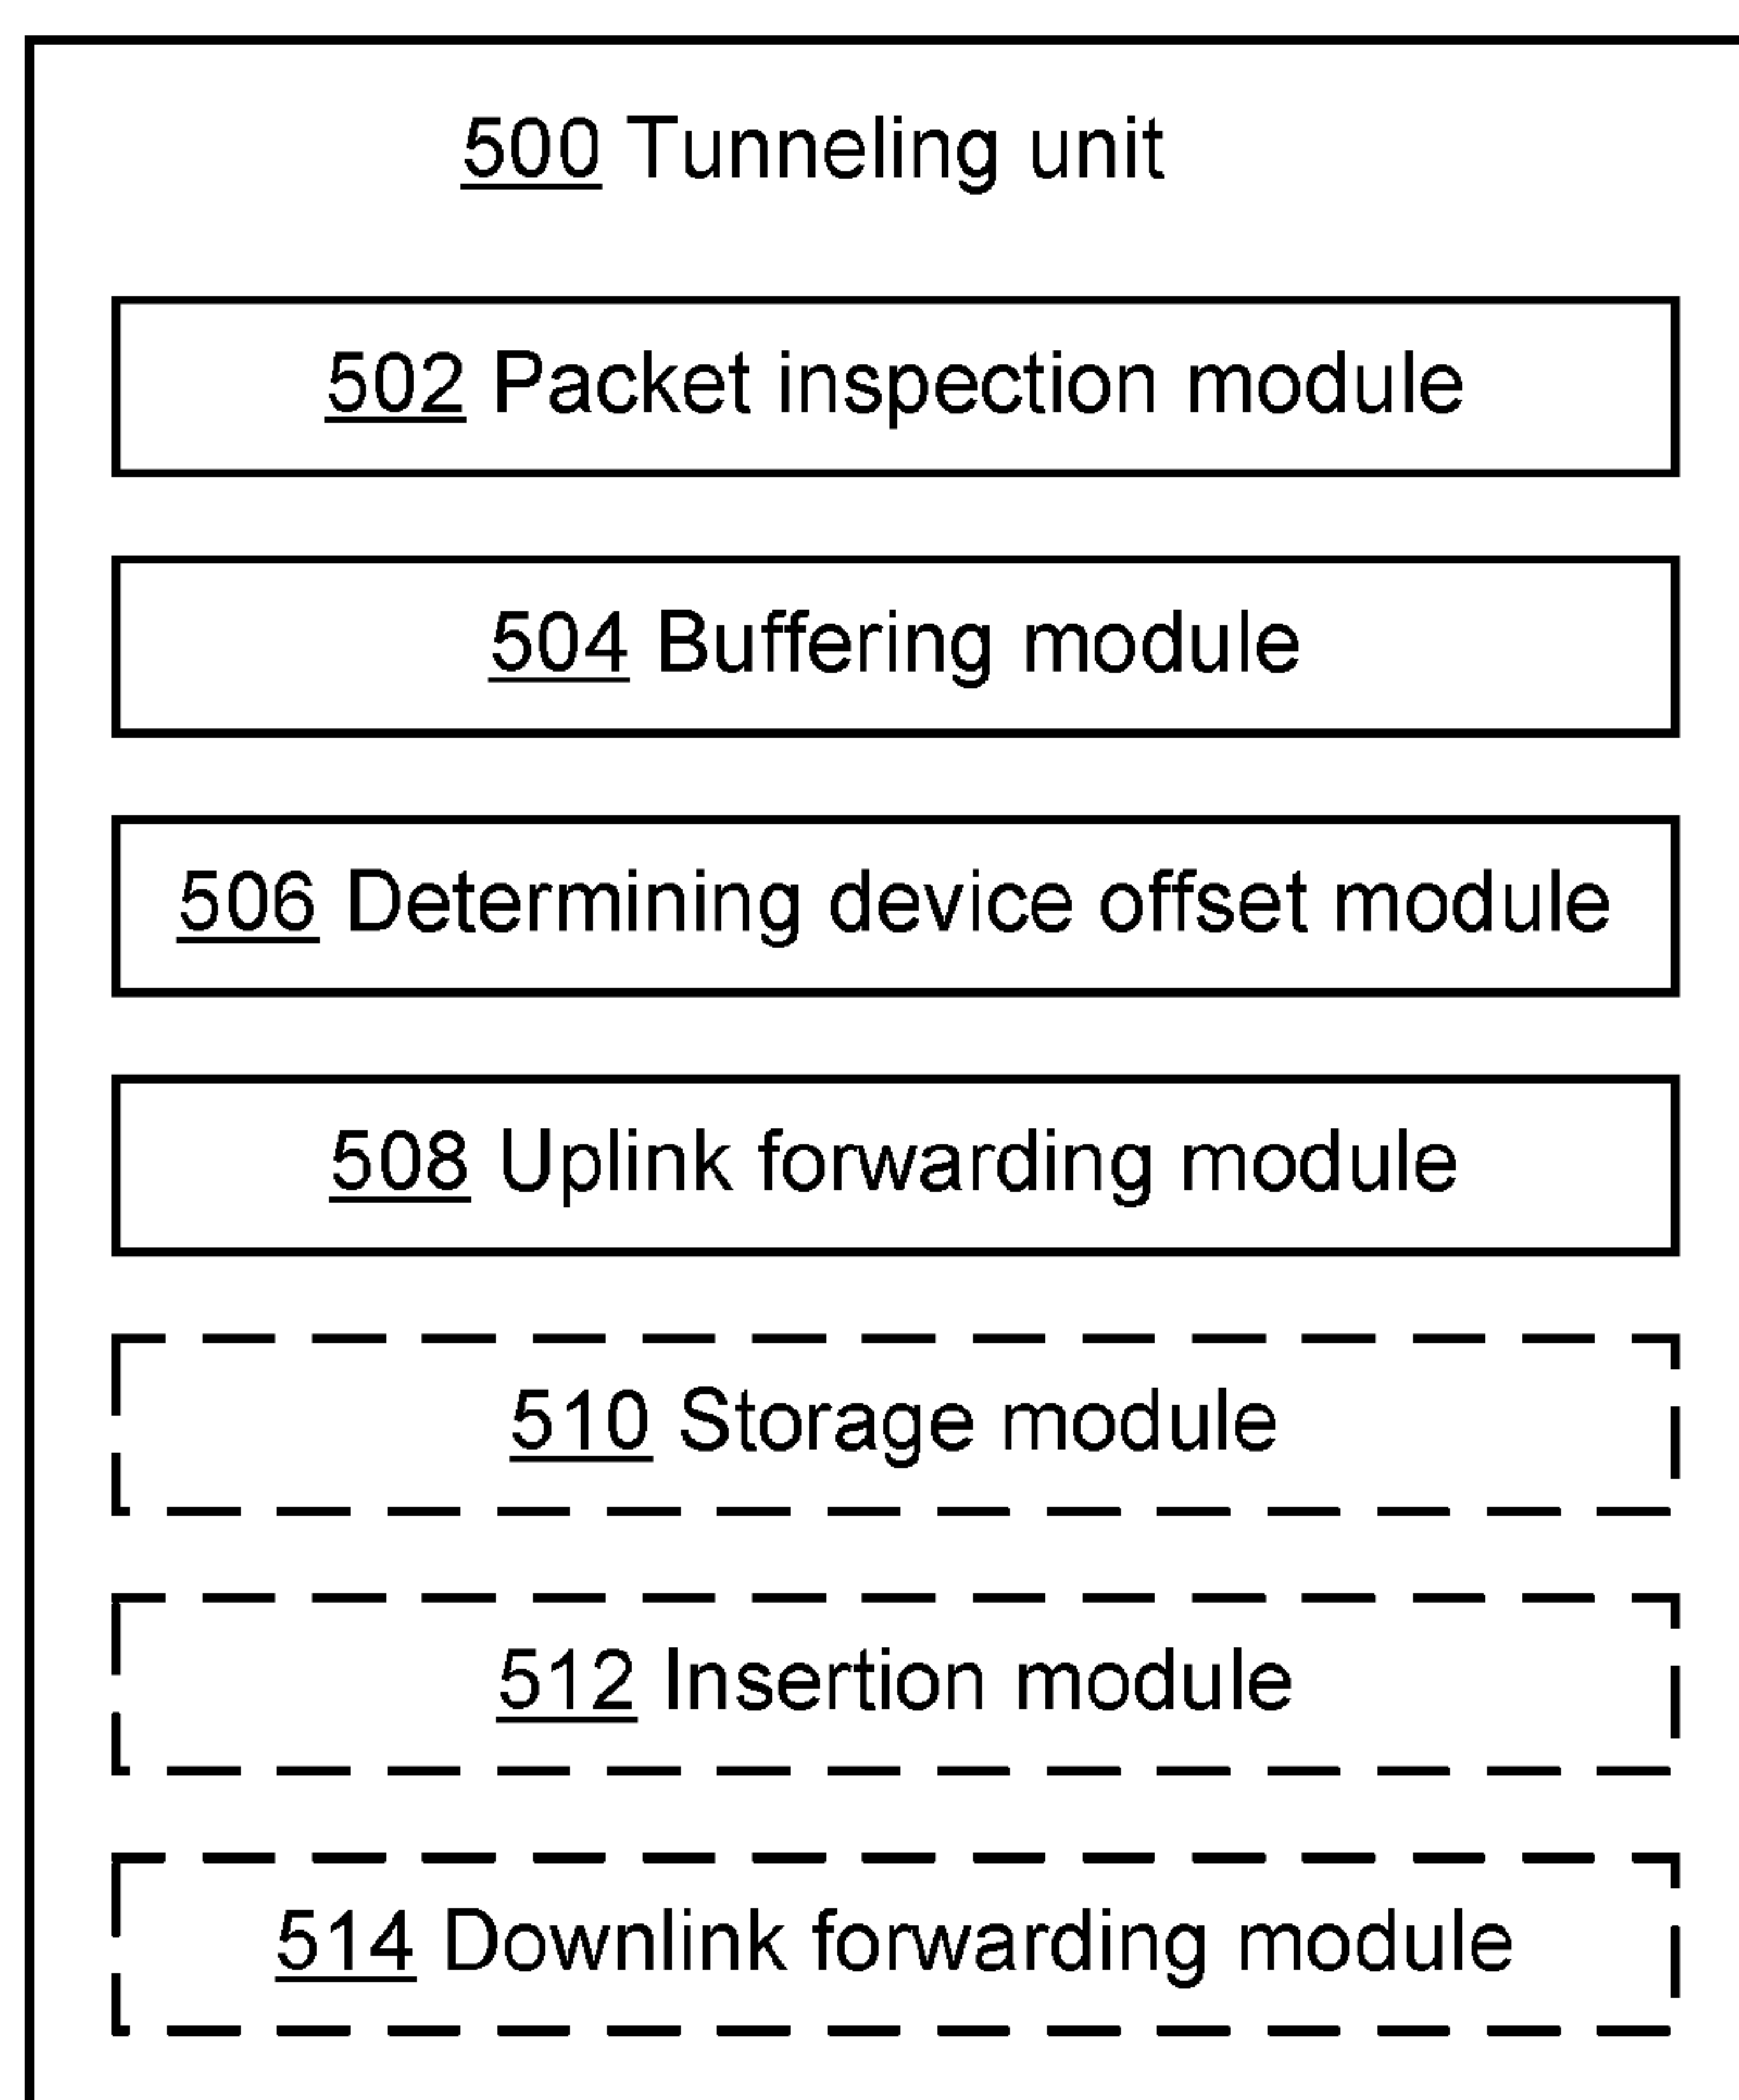 500 Tunneling unit
502 Packet inspection module
504 Buffering module
506 Determining device offset module
508 Uplink forwarding module
510 Storage module
512 Insertion module
514 Downlink forwarding module